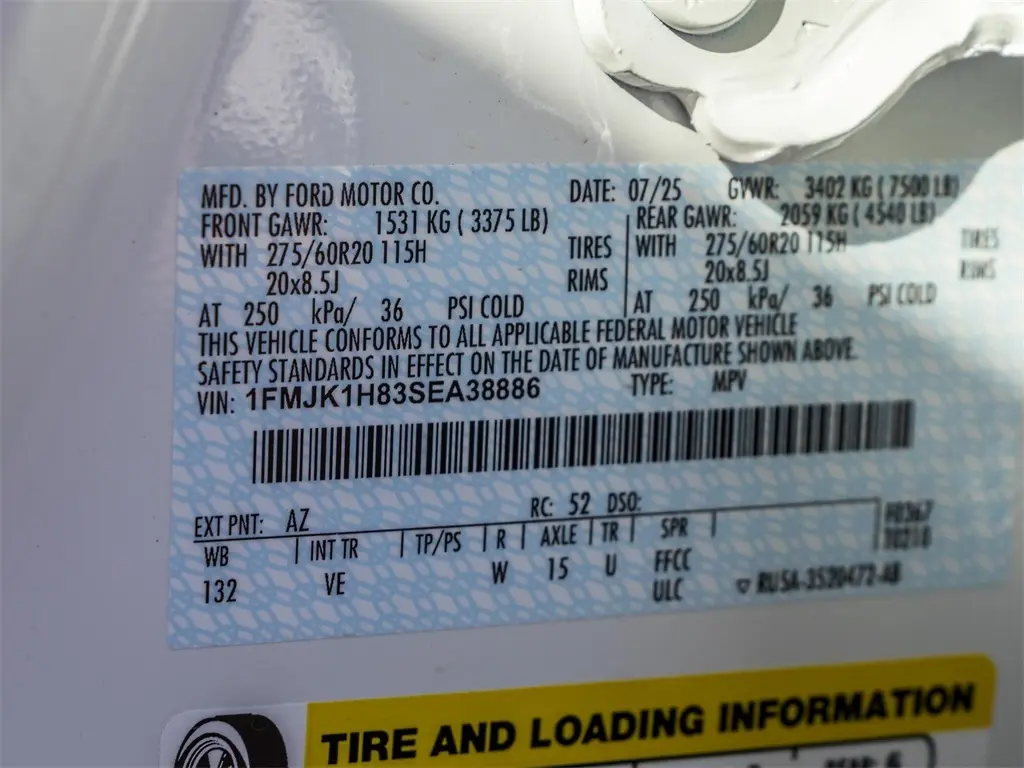 MFD. BY FORD MOTOR CO. DATE: 07/25 GVWR: 3402 KG ( 7500 LB)
FRONT GAWR: 1531 KG ( 3375 LB) REAR GAWR: 2059 KG ( 4540 LB)
WITH 275/60R20 115H TIRES WITH 275/60R20 115H TIRES
20x8.5J RIMS 20x8.5J RIMS
AT 250 kPa/ 36 PSI COLD AT 250 kPa/ 36 PSI COLD
THIS VEHICLE CONFORMS TO ALL APPLICABLE FEDERAL MOTOR VEHICLE
SAFETY STANDARDS IN EFFECT ON THE DATE OF MANUFACTURE SHOWN ABOVE.
VIN: 1FMJK1H83SEA38886 TYPE: MPV
EXT PNT: AZ RC: 52 DSO:
WB INT TR TP/PS R AXLE TR SPR
132 VE W 15 U FFCC
ULC RU5A-3520472-AB
TIRE AND LOADING INFORMATION